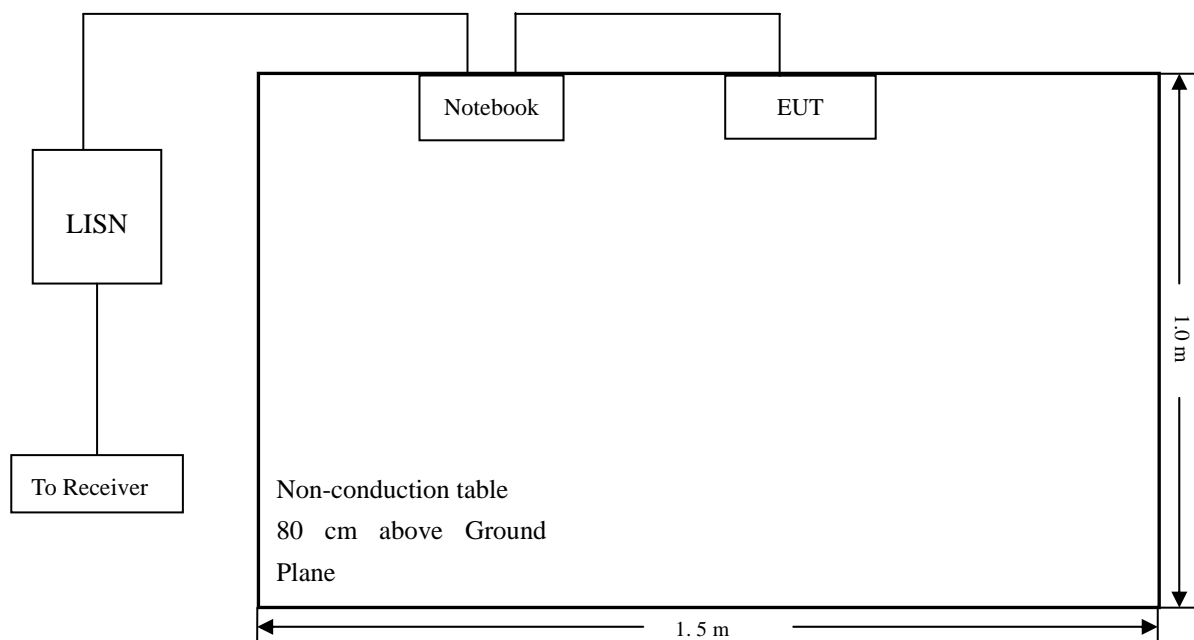 Notebook
EUT
LISN
1.0 m
To Receiver
Non-conduction table
80 cm above Ground
Plane
1. 5 m